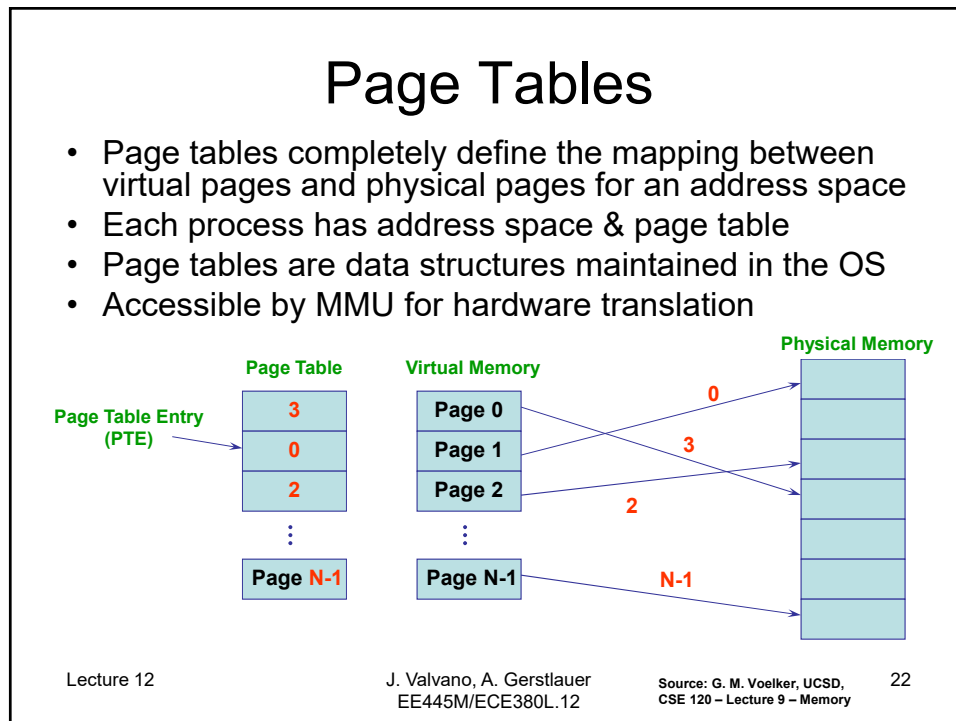 Page Tables
• Page tables completely define the mapping between
virtual pages and physical pages for an address space
• Each process has address space & page table
• Page tables are data structures maintained in the OS
• Accessible by MMU for hardware translation
Physical Memory
Page Table
Virtual Memory
Page Table Entry
(PTE)
3
0
2
⋮
Page N-1
Page 0
Page 1
Page 2
⋮
Page N-1
0
3
2
N-1
Lecture 12
J. Valvano, A. Gerstlauer
EE445M/ECE380L.12
Source: G. M. Voelker, UCSD,
CSE 120 – Lecture 9 – Memory
22